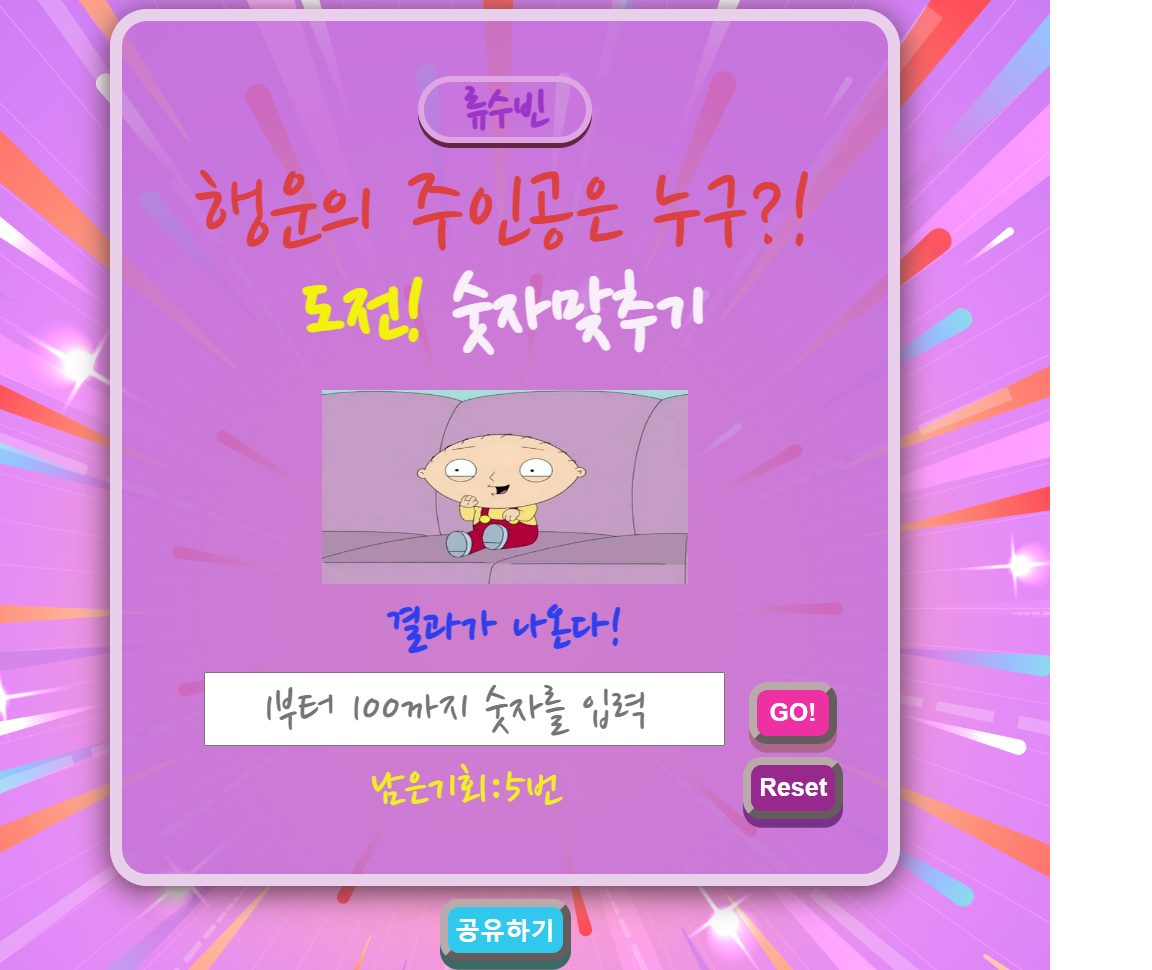 류수빈
행운의 주인공은 누구?!
도전! 숫자맞추기
결과가 나온다!
1부터 100까지 숫자를 입력
GO!
남은기회:5번
Reset
공유하기